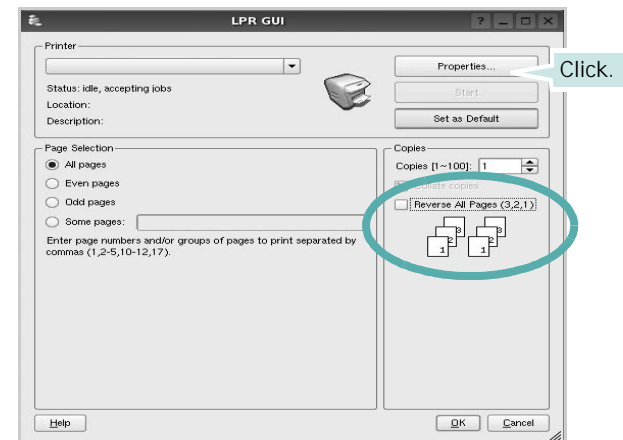 LPR GUI
Printer
Properties...
Click.
Status: idle, accepting jobs
Start
Location:
Description:
Set as Default
Page Selection
Copies
All pages
Copies [1~100]: 1
Even pages
Collate copies
Odd pages
Reverse All Pages (3,2,1)
Some pages:
Enter page numbers and/or groups of pages to print separated by
commas (1,2-5,10-12,17).
3 3
2 2
1 1
Help
OK
Cancel